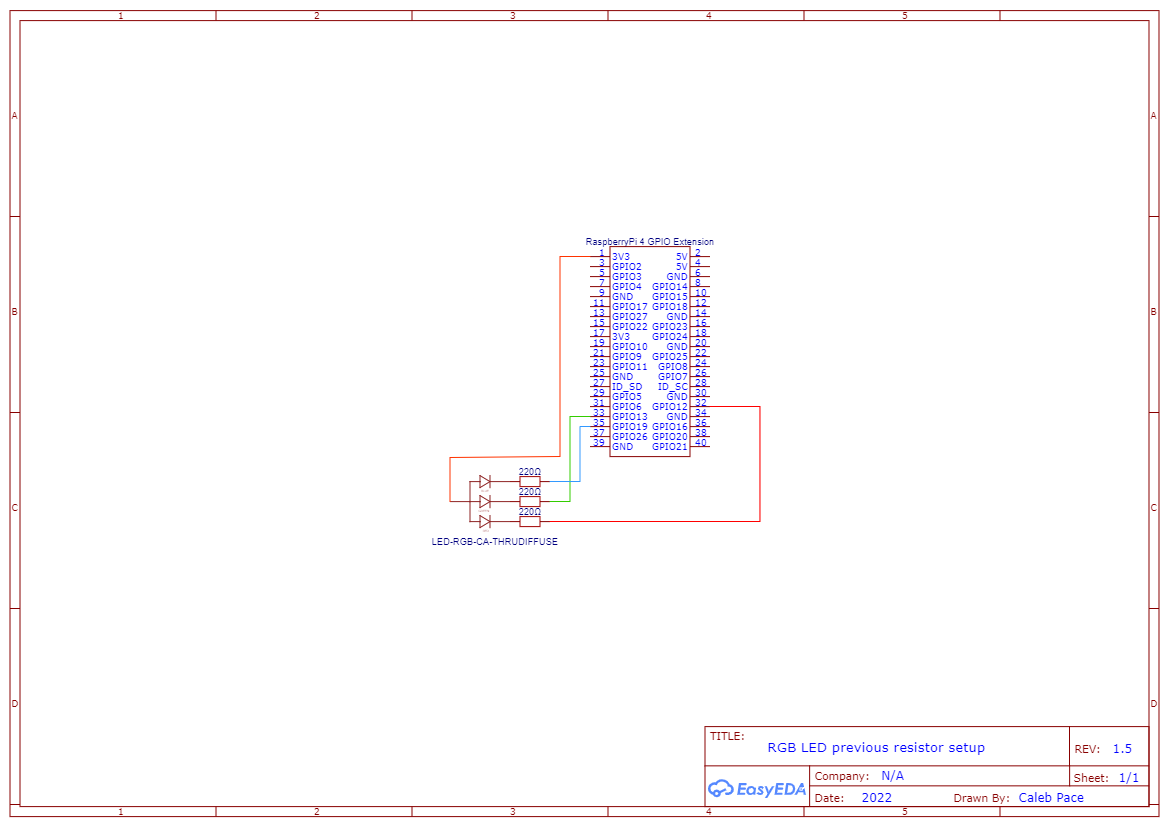 1 2 3 4 5
A A
RaspberryPi 4 GPIO Extension
1 3V3 5V 2
3 GPIO2 5V 4
5 GPIO3 GND 6
7 GPIO4 GPIO14 8
9 GND GPIO15 10
11 GPIO17 GPIO18 12
13 GPIO27 GND 14
15 GPIO22 GPIO23 16
17 3V3 GPIO24 18
19 GPIO10 GND 20
21 GPIO9 GPIO25 22
23 GPIO11 GPIO8 24
25 GND GPIO7 26
27 ID_SD ID_SC 28
29 GPIO5 GND 30
31 GPIO6 GPIO12 32
33 GPIO13 GND 34
35 GPIO19 GPIO16 36
37 GPIO26 GPIO20 38
39 GND GPIO21 40
B B
220Ω
220Ω
220Ω
C C
LED-RGB-CA-THRUDIFFUSE
D D
TITLE:
RGB LED previous resistor setup
REV: 1.5
EasyEDA
Company: N/A
Sheet: 1/1
Date: 2022
Drawn By: Caleb Pace
1 2 3 4 5